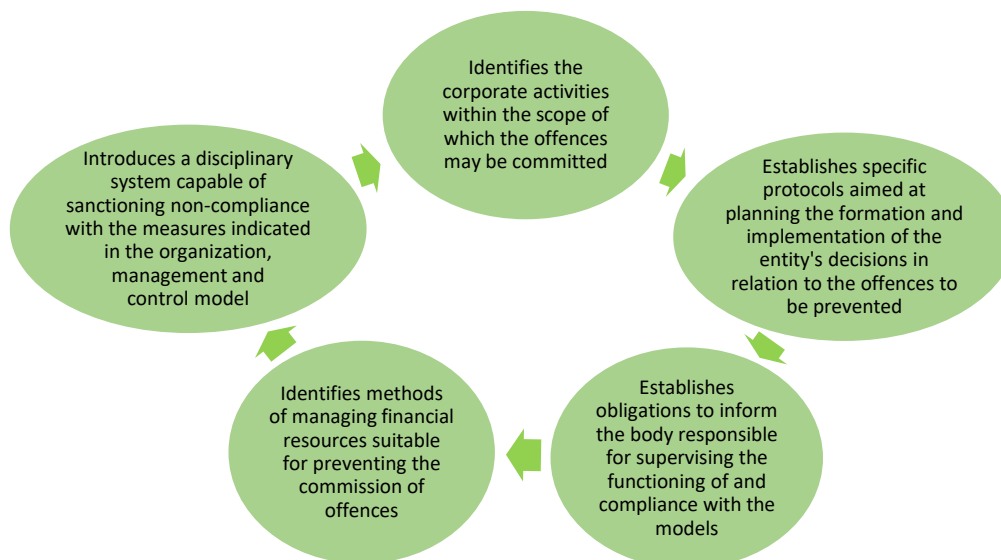 Identifies the
corporate activities
within the scope of
which the offences
may be committed
Establishes specific
protocols aimed at
planning the formation and
implementation of the
entity's decisions in
relation to the offences to
be prevented
Establishes
obligations to inform
the body responsible
for supervising the
functioning of and
compliance with the
models
Identifies methods
of managing financial
resources suitable
for preventing the
commission of
offences
Introduces a disciplinary
system capable of
sanctioning non-compliance
with the measures indicated
in the organization,
management and
control model